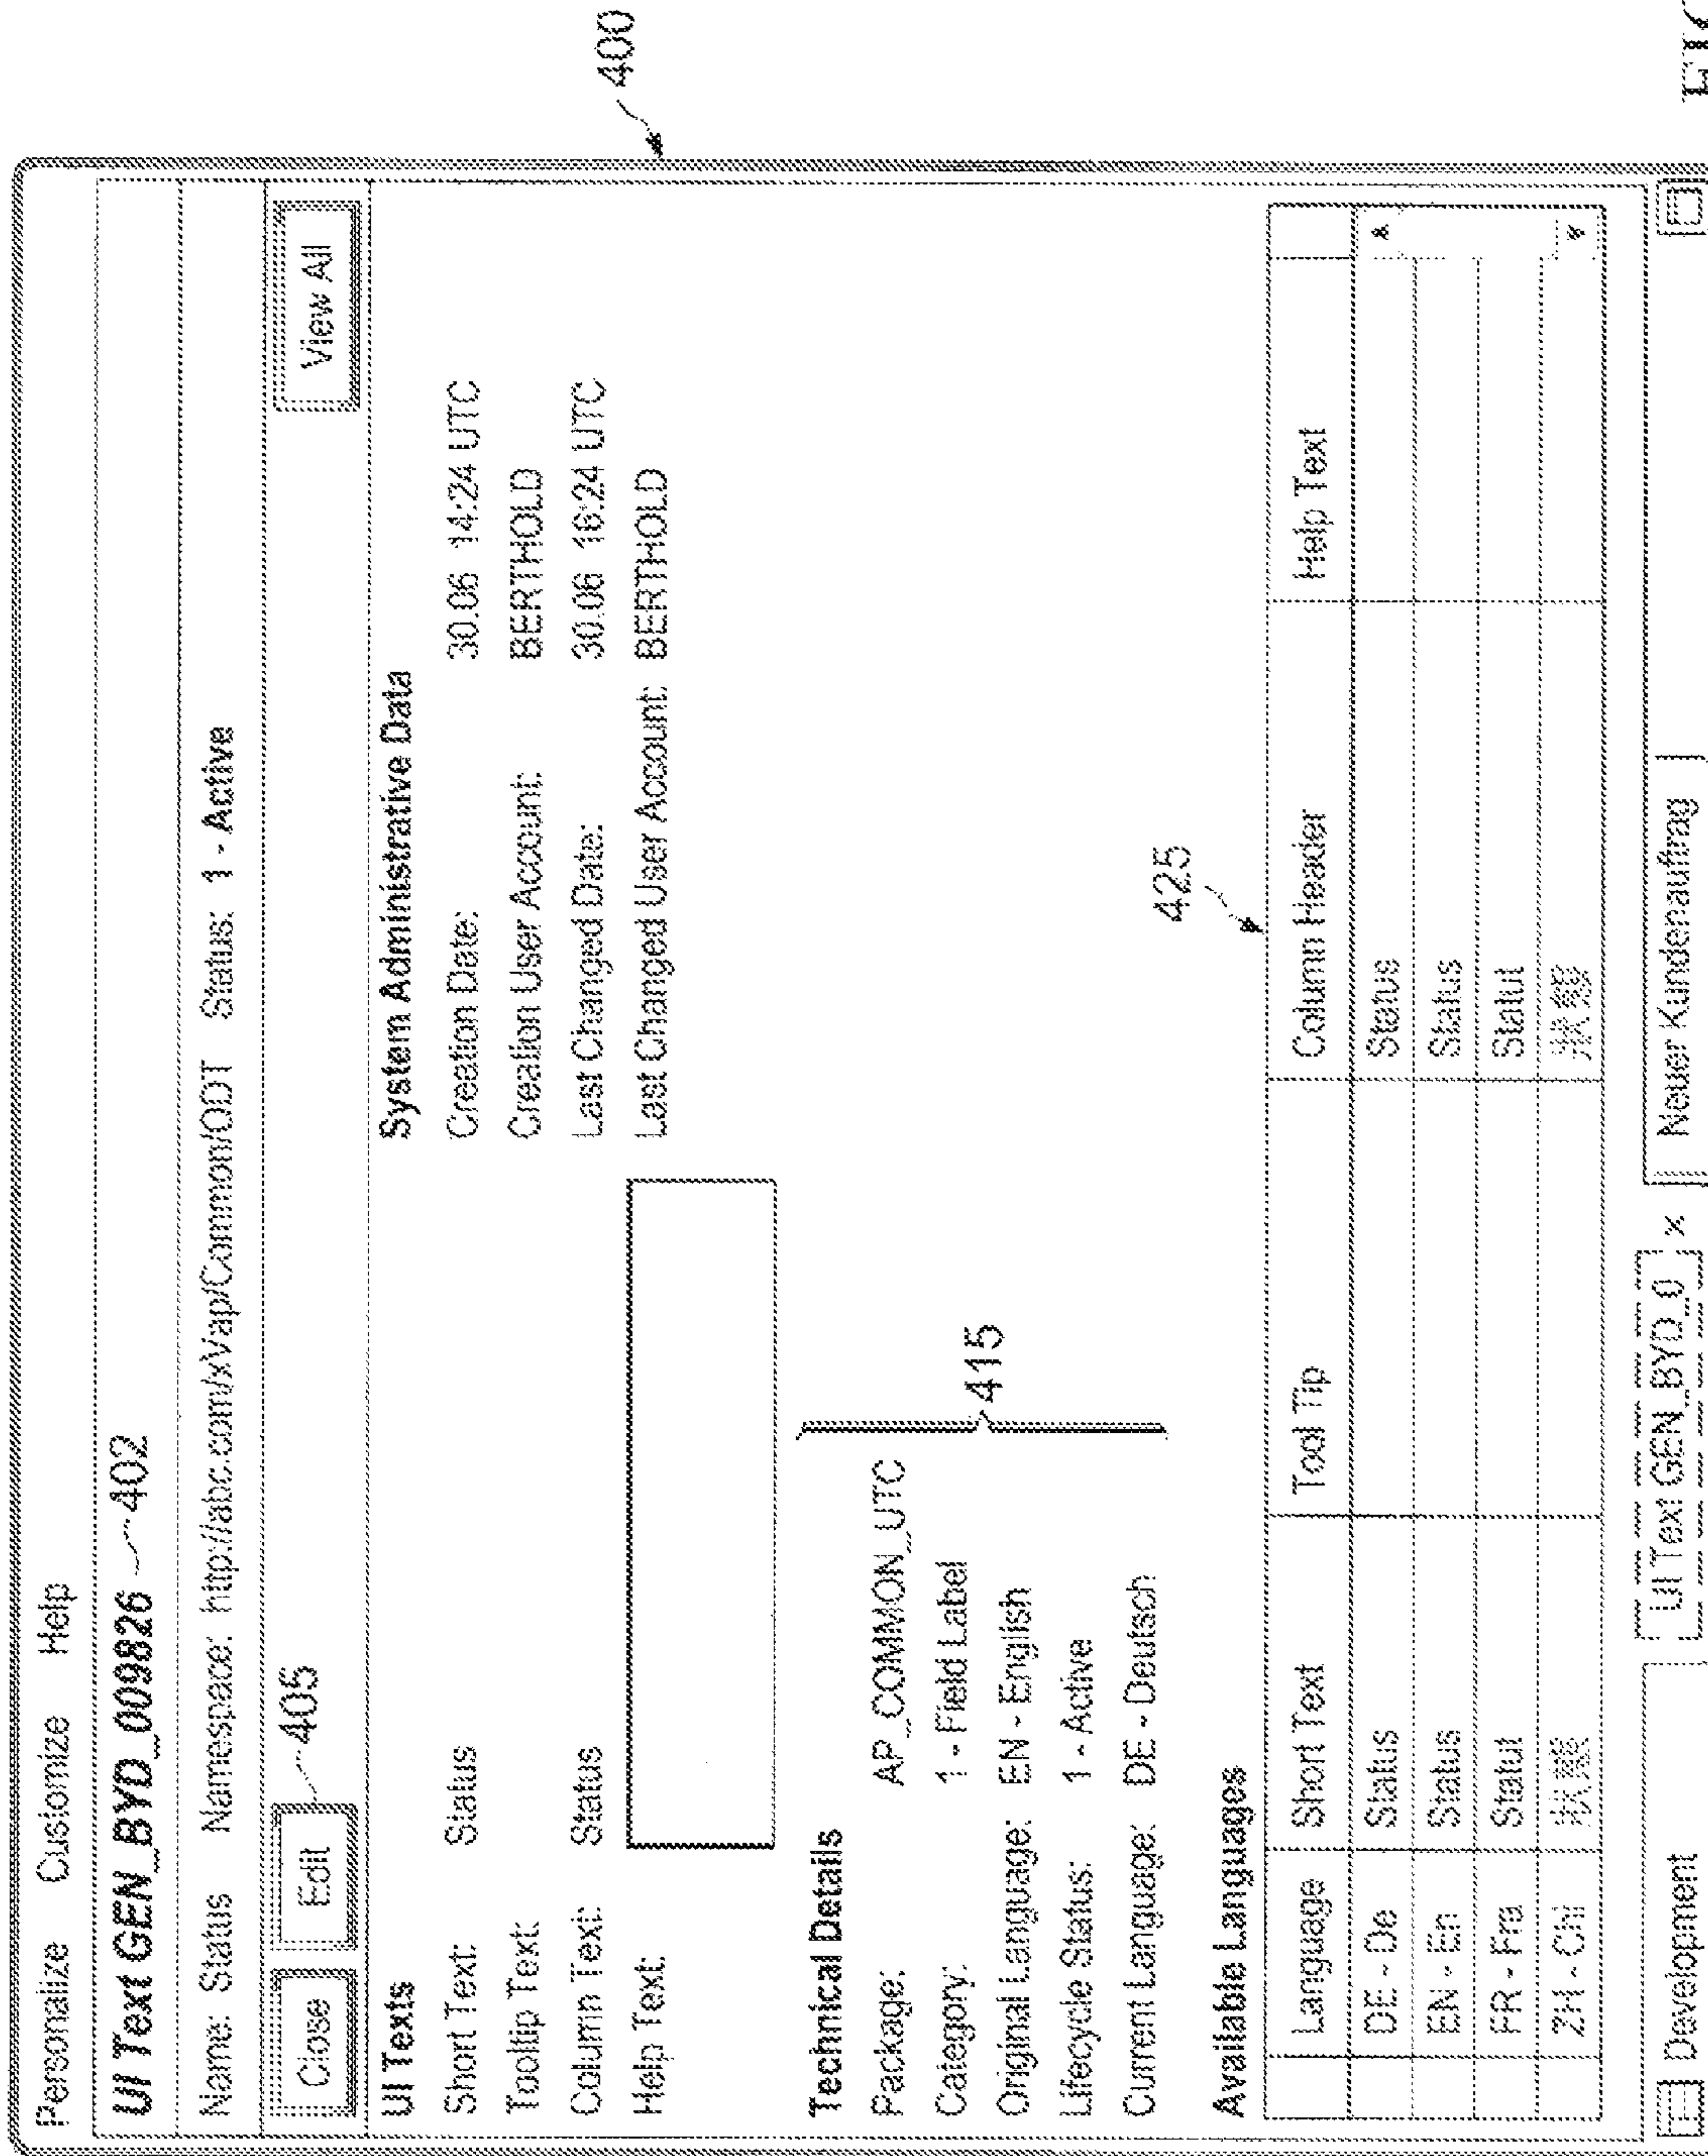 Personalize Customize Help
UI Text GEN_BYD_009826 402
Name: Status Namespace: http://abc.com/xi/ap/Common/ODT Status: 1 - Active
Close Edit 405 View All
UI Texts System Administrative Data
Short Text: Status Creation Date: 30.06 14:24 UTC
Tooltip Text: Creation User Account: BERTHOLD
Column Text: Status Last Changed Date: 30.06 16:24 UTC
Help Text: Last Changed User Account: BERTHOLD
400
Technical Details
Package: AP_COMMON_UTC
Category: 1 - Field Label
Original Language: EN - English
Lifecycle Status: 1 - Active
Current Language: DE - Deutsch
415
425
Available Languages
Language Short Text Tool Tip Column Header Help Text
DE - De Status Status
EN - En Status Status
FR - Fra Statut Statut
ZH - Chi 状態 状態
Development UI Text GEN_BYD_0 x Neuer Kundenauftrag